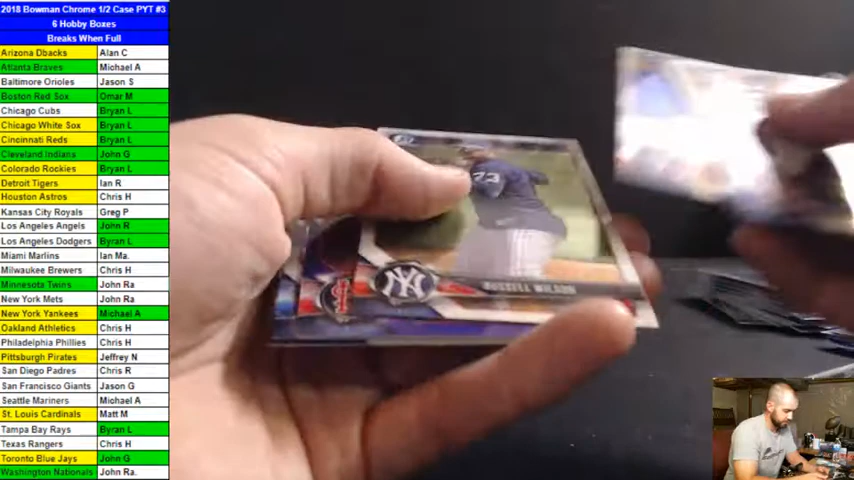 2018 Bowman Chrome 1/2 Case PYT #3
6 Hobby Boxes
Breaks When Full
Arizona Dbacks Alan C
Atlanta Braves Michael A
Baltimore Orioles Jason S
Boston Red Sox Omar M
Chicago Cubs Bryan L
Chicago White Sox Bryan L
Cincinnati Reds Bryan L
Cleveland Indians John G
Colorado Rockies Bryan L
Detroit Tigers Ian R
Houston Astros Chris H
Kansas City Royals Greg P
Los Angeles Angels John R
Los Angeles Dodgers Byran L
Miami Marlins Ian Ma.
Milwaukee Brewers Chris H
Minnesota Twins John Ra
New York Mets John Ra
New York Yankees Michael A
Oakland Athletics Chris H
Philadelphia Phillies Chris H
Pittsburgh Pirates Jeffrey N
San Diego Padres Chris R
San Francisco Giants Jason G
Seattle Mariners Michael A
St. Louis Cardinals Matt M
Tampa Bay Rays Byran L
Texas Rangers Chris H
Toronto Blue Jays John G
Washington Nationals John Ra.
73
NY
RUSSELL WILSON